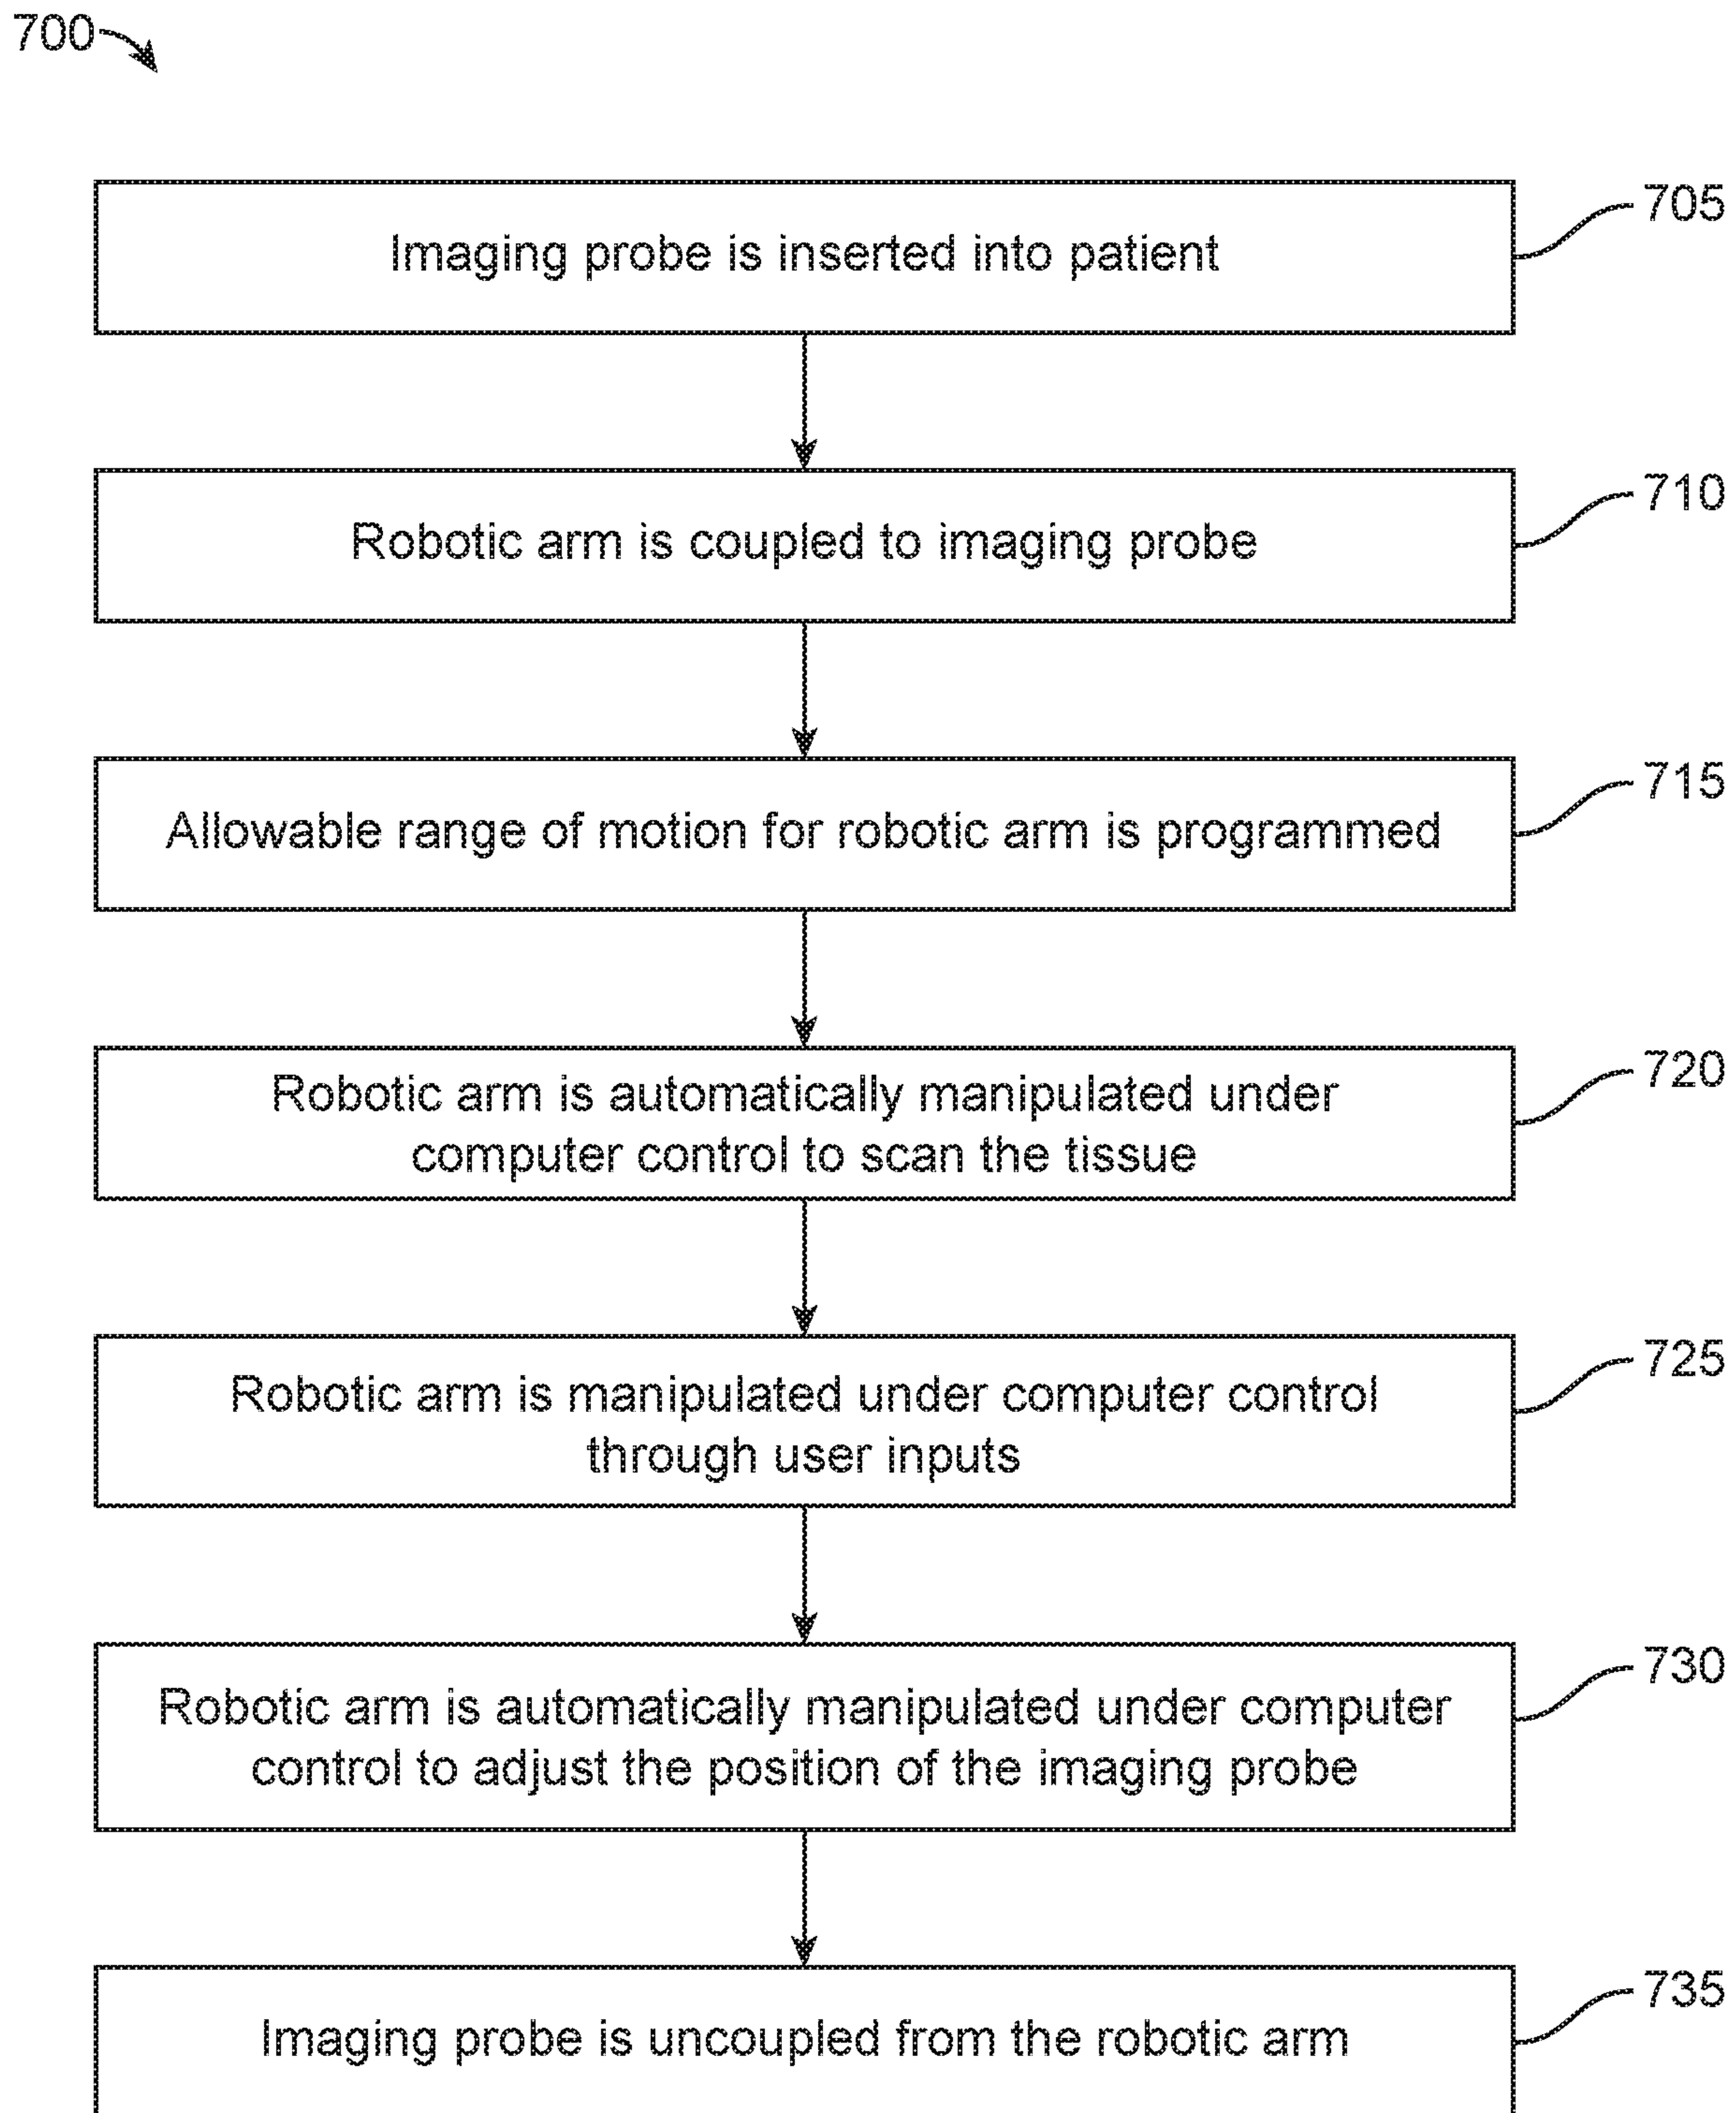 700
Imaging probe is inserted into patient
705
Robotic arm is coupled to imaging probe
710
Allowable range of motion for robotic arm is programmed
715
Robotic arm is automatically manipulated under
computer control to scan the tissue
720
Robotic arm is manipulated under computer control
through user inputs
725
Robotic arm is automatically manipulated under computer
control to adjust the position of the imaging probe
730
Imaging probe is uncoupled from the robotic arm
735